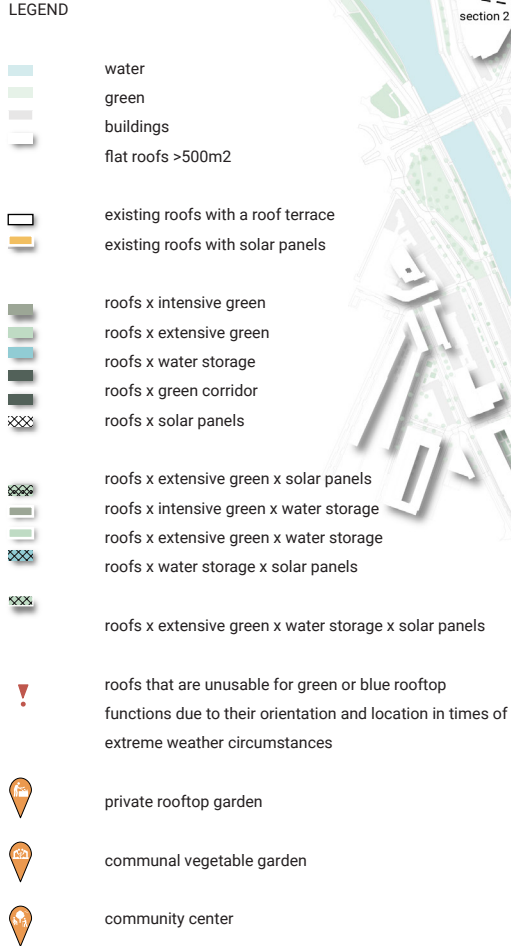 LEGEND
section 2
water
green
buildings
flat roofs >500m2
existing roofs with a roof terrace
existing roofs with solar panels
roofs x intensive green
roofs x extensive green
roofs x water storage
roofs x green corridor
roofs x solar panels
roofs x extensive green x solar panels
roofs x intensive green x water storage
roofs x extensive green x water storage
roofs x water storage x solar panels
roofs x extensive green x water storage x solar panels
roofs that are unusable for green or blue rooftop
functions due to their orientation and location in times of
extreme weather circumstances
private rooftop garden
communal vegetable garden
community center